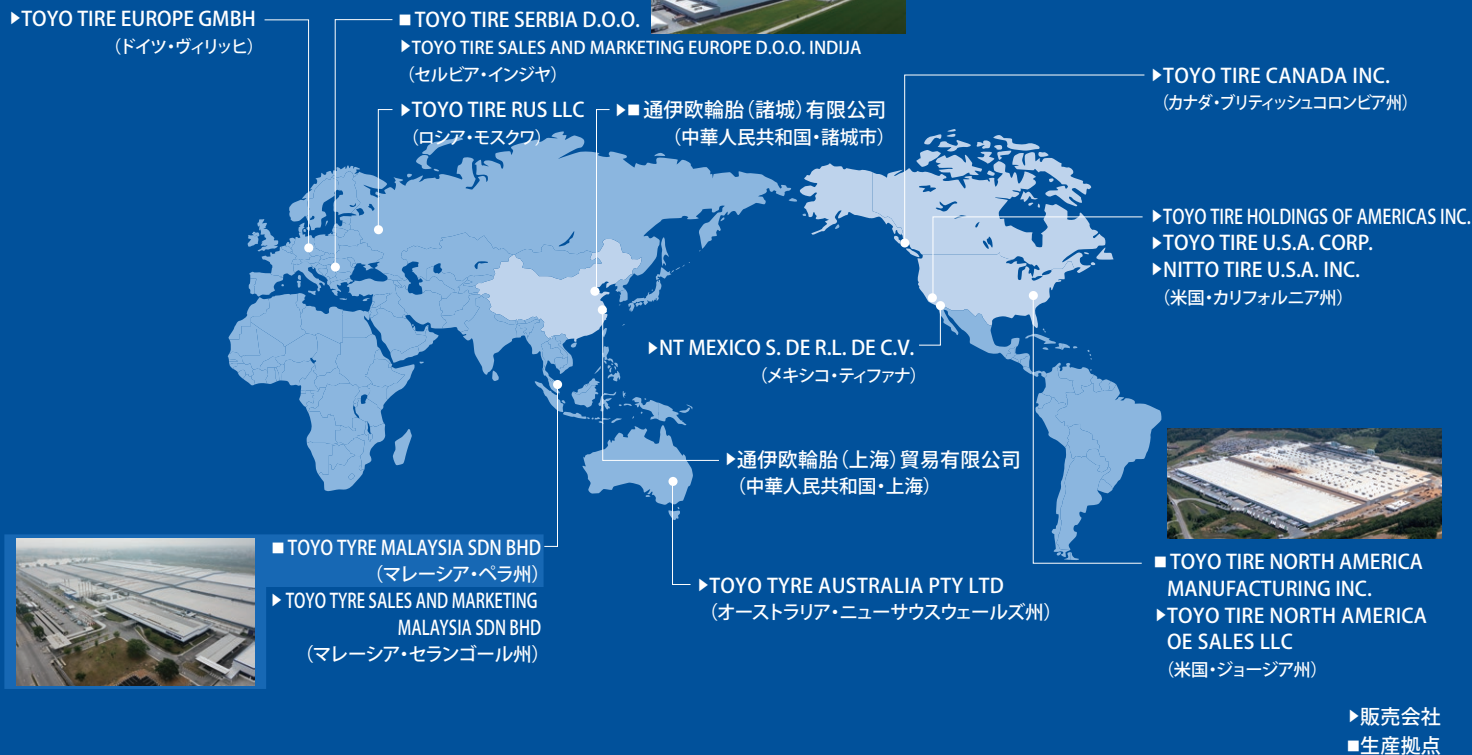 ▶TOYO TIRE EUROPE GMBH
（ドイツ・ヴィリッヒ）
■ TOYO TIRE SERBIA D.O.O.
▶TOYO TIRE SALES AND MARKETING EUROPE D.O.O. INDIJA
（セルビア・インジヤ）
▶TOYO TIRE RUS LLC
（ロシア・モスクワ）
▶■ 通伊欧輪胎（諸城）有限公司
（中華人民共和国・諸城市）
▶TOYO TIRE CANADA INC.
（カナダ・ブリティッシュコロンビア州）
▶TOYO TIRE HOLDINGS OF AMERICAS INC.
▶TOYO TIRE U.S.A. CORP.
▶NITTO TIRE U.S.A. INC.
（米国・カリフォルニア州）
▶NT MEXICO S. DE R.L. DE C.V.
（メキシコ・ティファナ）
▶通伊欧輪胎（上海）貿易有限公司
（中華人民共和国・上海）
■ TOYO TYRE MALAYSIA SDN BHD
（マレーシア・ペラ州）
▶ TOYO TYRE SALES AND MARKETING
MALAYSIA SDN BHD
（マレーシア・セランゴール州）
▶TOYO TYRE AUSTRALIA PTY LTD
（オーストラリア・ニューサウスウェールズ州）
■ TOYO TIRE NORTH AMERICA
MANUFACTURING INC.
▶TOYO TIRE NORTH AMERICA
OE SALES LLC
（米国・ジョージア州）
▶販売会社
■生産拠点